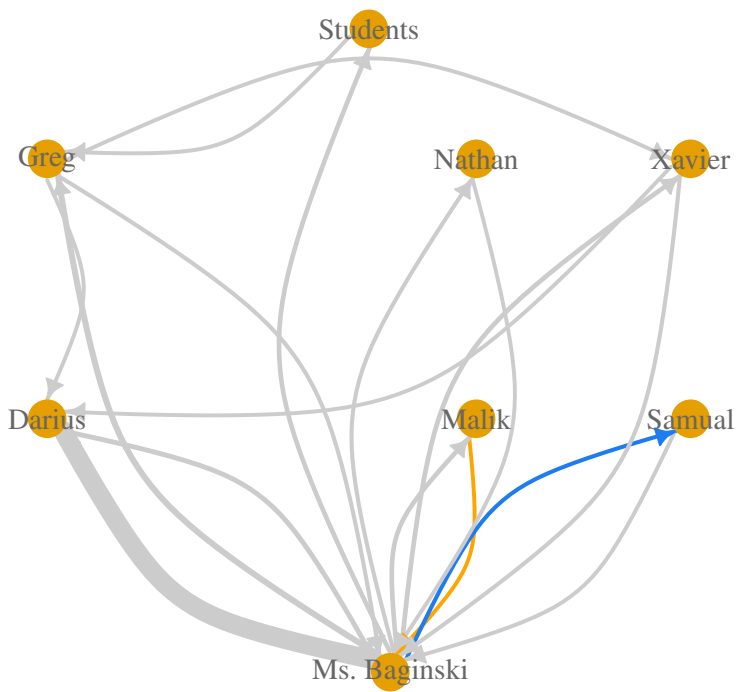 Students
Greg
Nathan
Xavier
Darius
Malik
Samual
Ms. Baginski